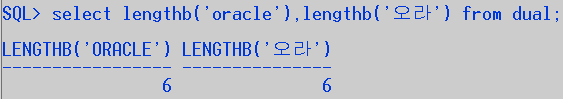 SQL> select lengthb('oracle'),lengthb('오라') from dual;
LENGTHB('ORACLE') LENGTHB('오라')
----------------- ---------------
6 6